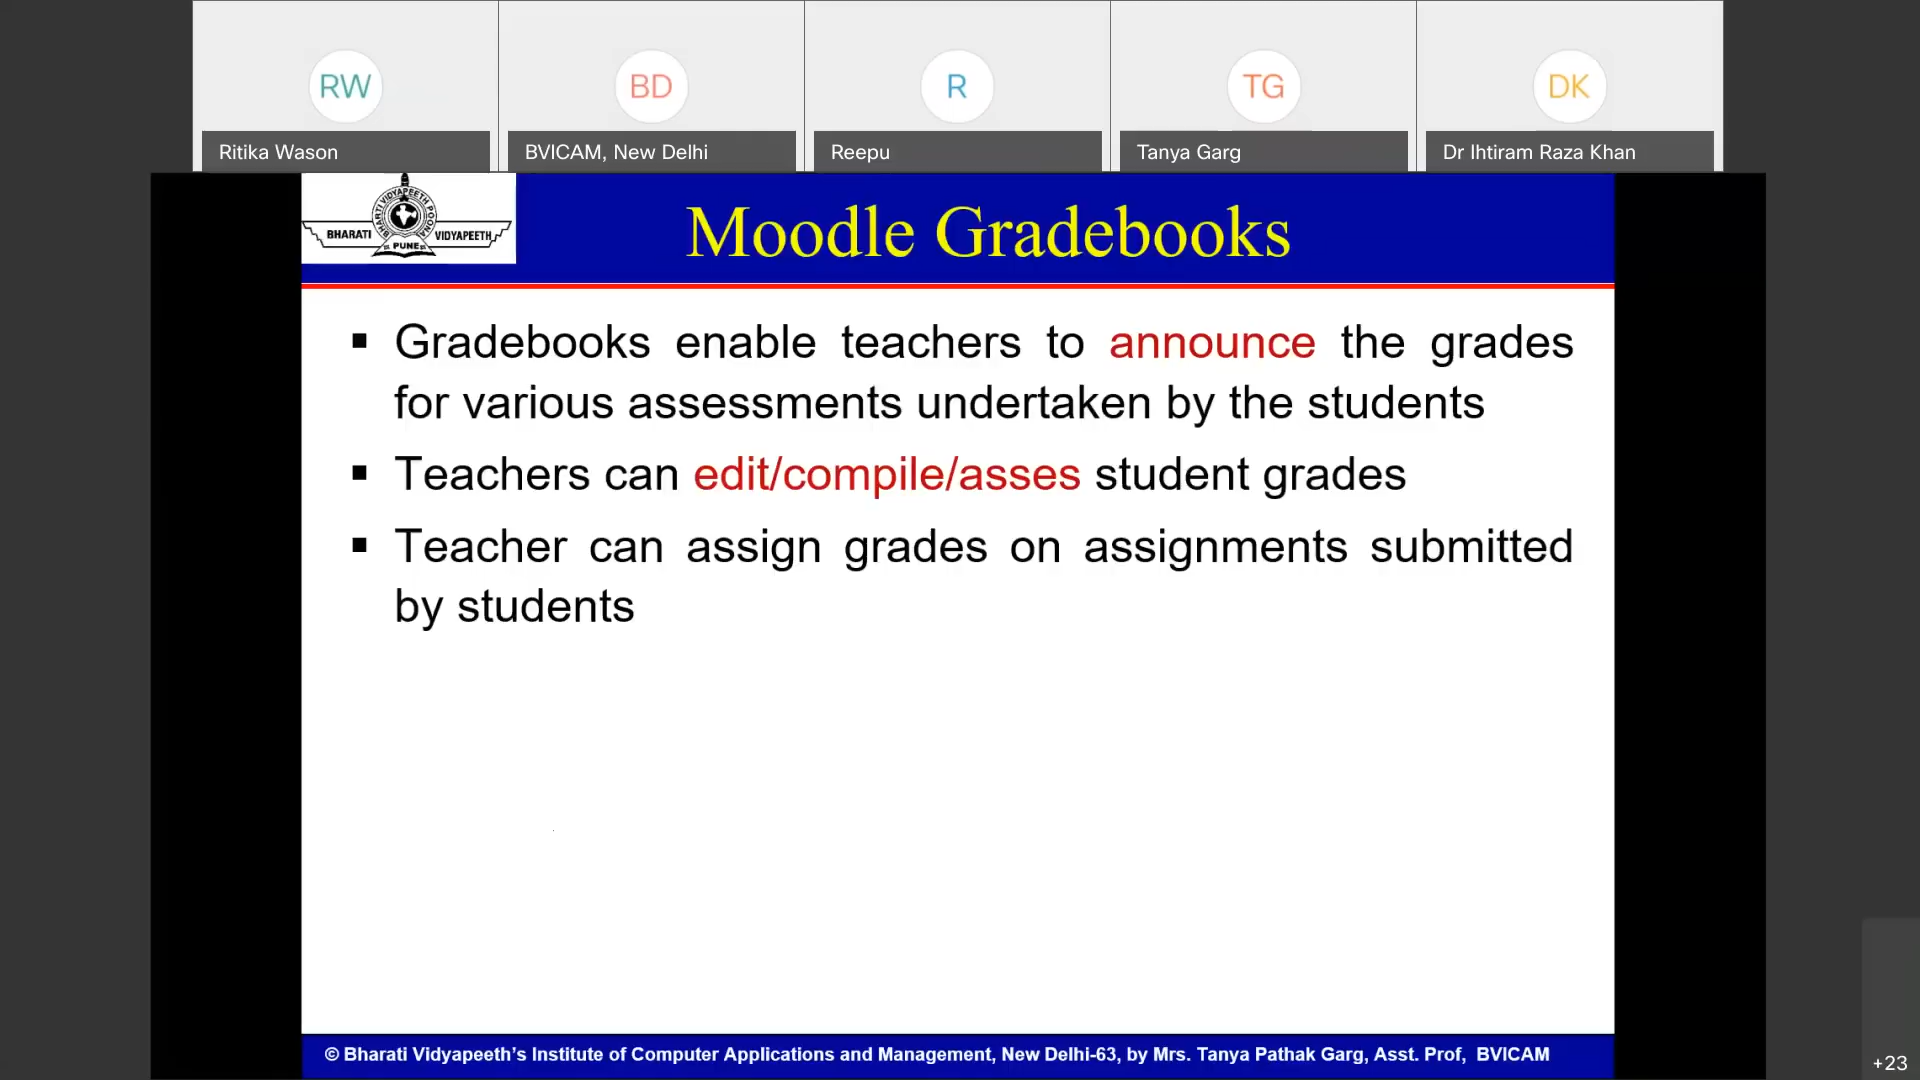 RW
BD
R
TG
DK
Ritika Wason
BVICAM, New Delhi
Reepu
Tanya Garg
Dr Ihtiram Raza Khan
BHARATI VIDYAPEETH POONA
BHARATI
VIDYAPEETH
PUNE
Moodle Gradebooks
▪ Gradebooks enable teachers to announce the grades
for various assessments undertaken by the students
▪ Teachers can edit/compile/asses student grades
▪ Teacher can assign grades on assignments submitted
by students
© Bharati Vidyapeeth’s Institute of Computer Applications and Management, New Delhi-63, by Mrs. Tanya Pathak Garg, Asst. Prof, BVICAM
+23